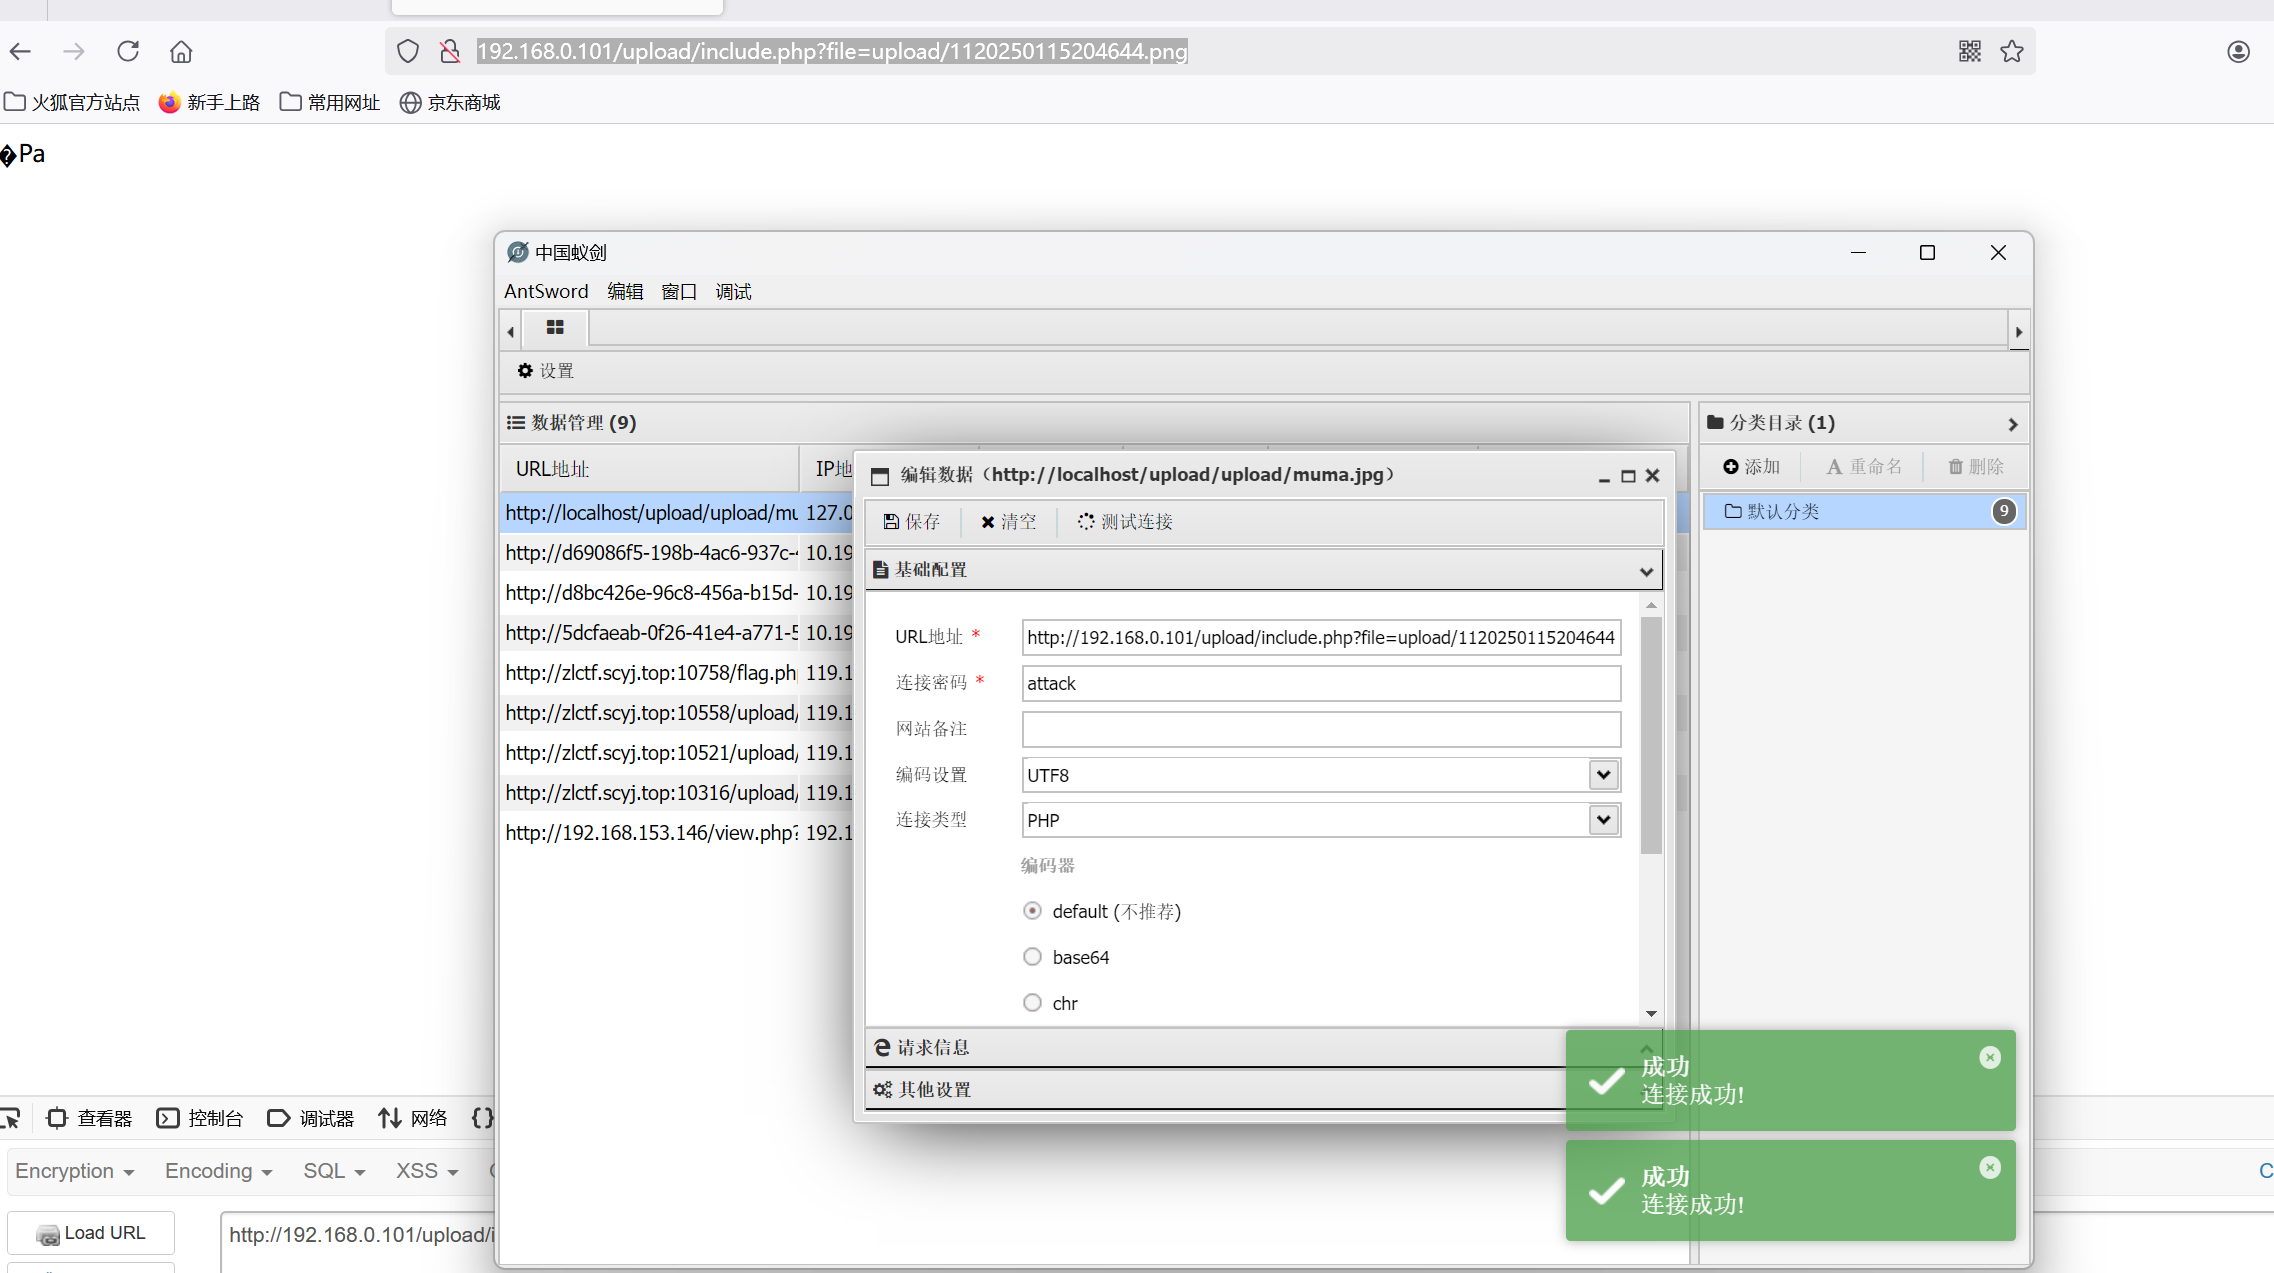 192.168.0.101/upload/include.php?file=upload/1120250115204644.png
火狐官方站点 新手上路 常用网址 京东商城
�Pa
中国蚁剑
AntSword 编辑 窗口 调试
设置
数据管理 (9)
URL地址 IP地
http://localhost/upload/upload/mu 127.0
http://d69086f5-198b-4ac6-937c- 10.19
http://d8bc426e-96c8-456a-b15d- 10.19
http://5dcfaeab-0f26-41e4-a771-5 10.19
http://zlctf.scyj.top:10758/flag.ph 119.1
http://zlctf.scyj.top:10558/upload/ 119.1
http://zlctf.scyj.top:10521/upload/ 119.1
http://zlctf.scyj.top:10316/upload/ 119.1
http://192.168.153.146/view.php? 192.1
分类目录 (1)
添加 重命名 删除
默认分类 9
编辑数据（http://localhost/upload/upload/muma.jpg）
保存 清空 测试连接
基础配置
URL地址 * http://192.168.0.101/upload/include.php?file=upload/1120250115204644
连接密码 * attack
网站备注
编码设置 UTF8
连接类型 PHP
编码器
default (不推荐)
base64
chr
请求信息
其他设置
成功
连接成功!
成功
连接成功!
查看器 控制台 调试器 网络 {}
Encryption Encoding SQL XSS
Load URL http://192.168.0.101/upload/i